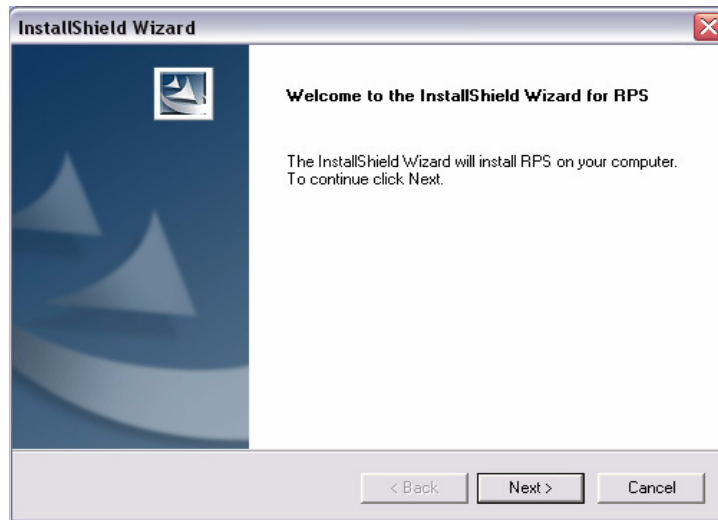 InstallShield Wizard
Welcome to the InstallShield Wizard for RPS
The InstallShield Wizard will install RPS on your computer.
To continue click Next.
< Back
Next >
Cancel